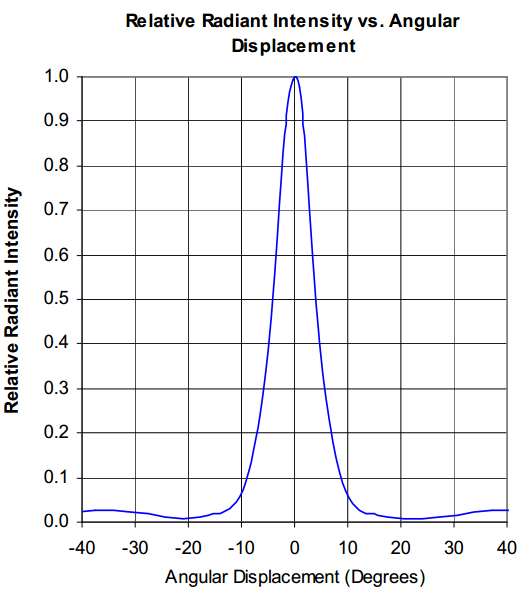 Relative Radiant Intensity vs. Angular
Displacement
Relative Radiant Intensity
1.0
0.9
0.8
0.7
0.6
0.5
0.4
0.3
0.2
0.1
0.0
-40 -30 -20 -10 0 10 20 30 40
Angular Displacement (Degrees)